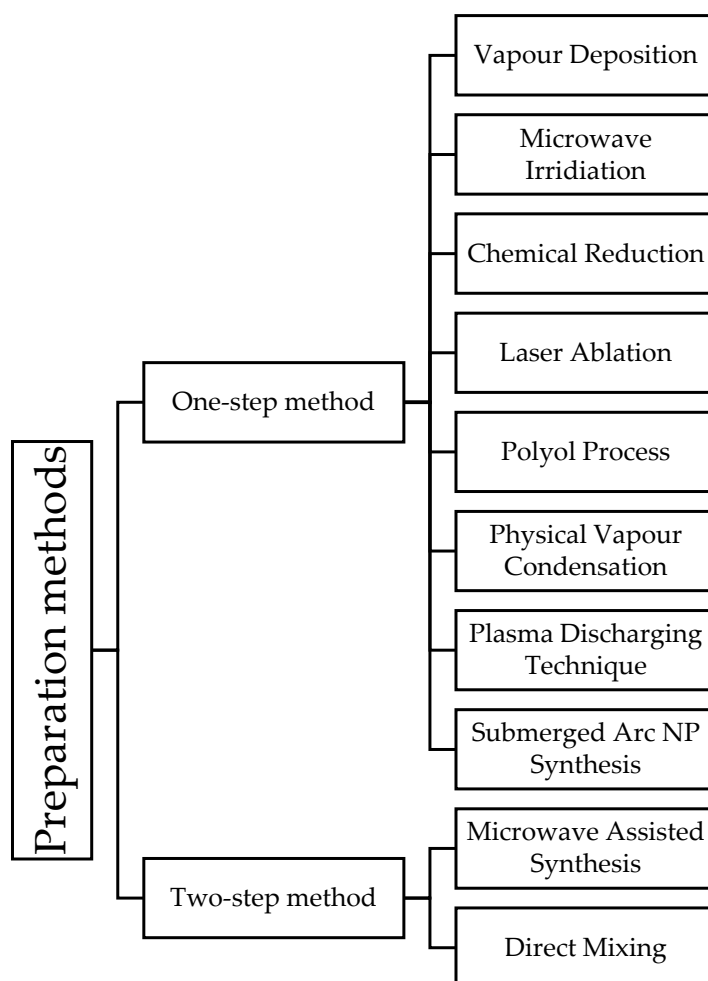 Preparation methods
One-step method
Vapour Deposition
Microwave
Irridiation
Chemical Reduction
Laser Ablation
Polyol Process
Physical Vapour
Condensation
Plasma Discharging
Technique
Submerged Arc NP
Synthesis
Two-step method
Microwave Assisted
Synthesis
Direct Mixing